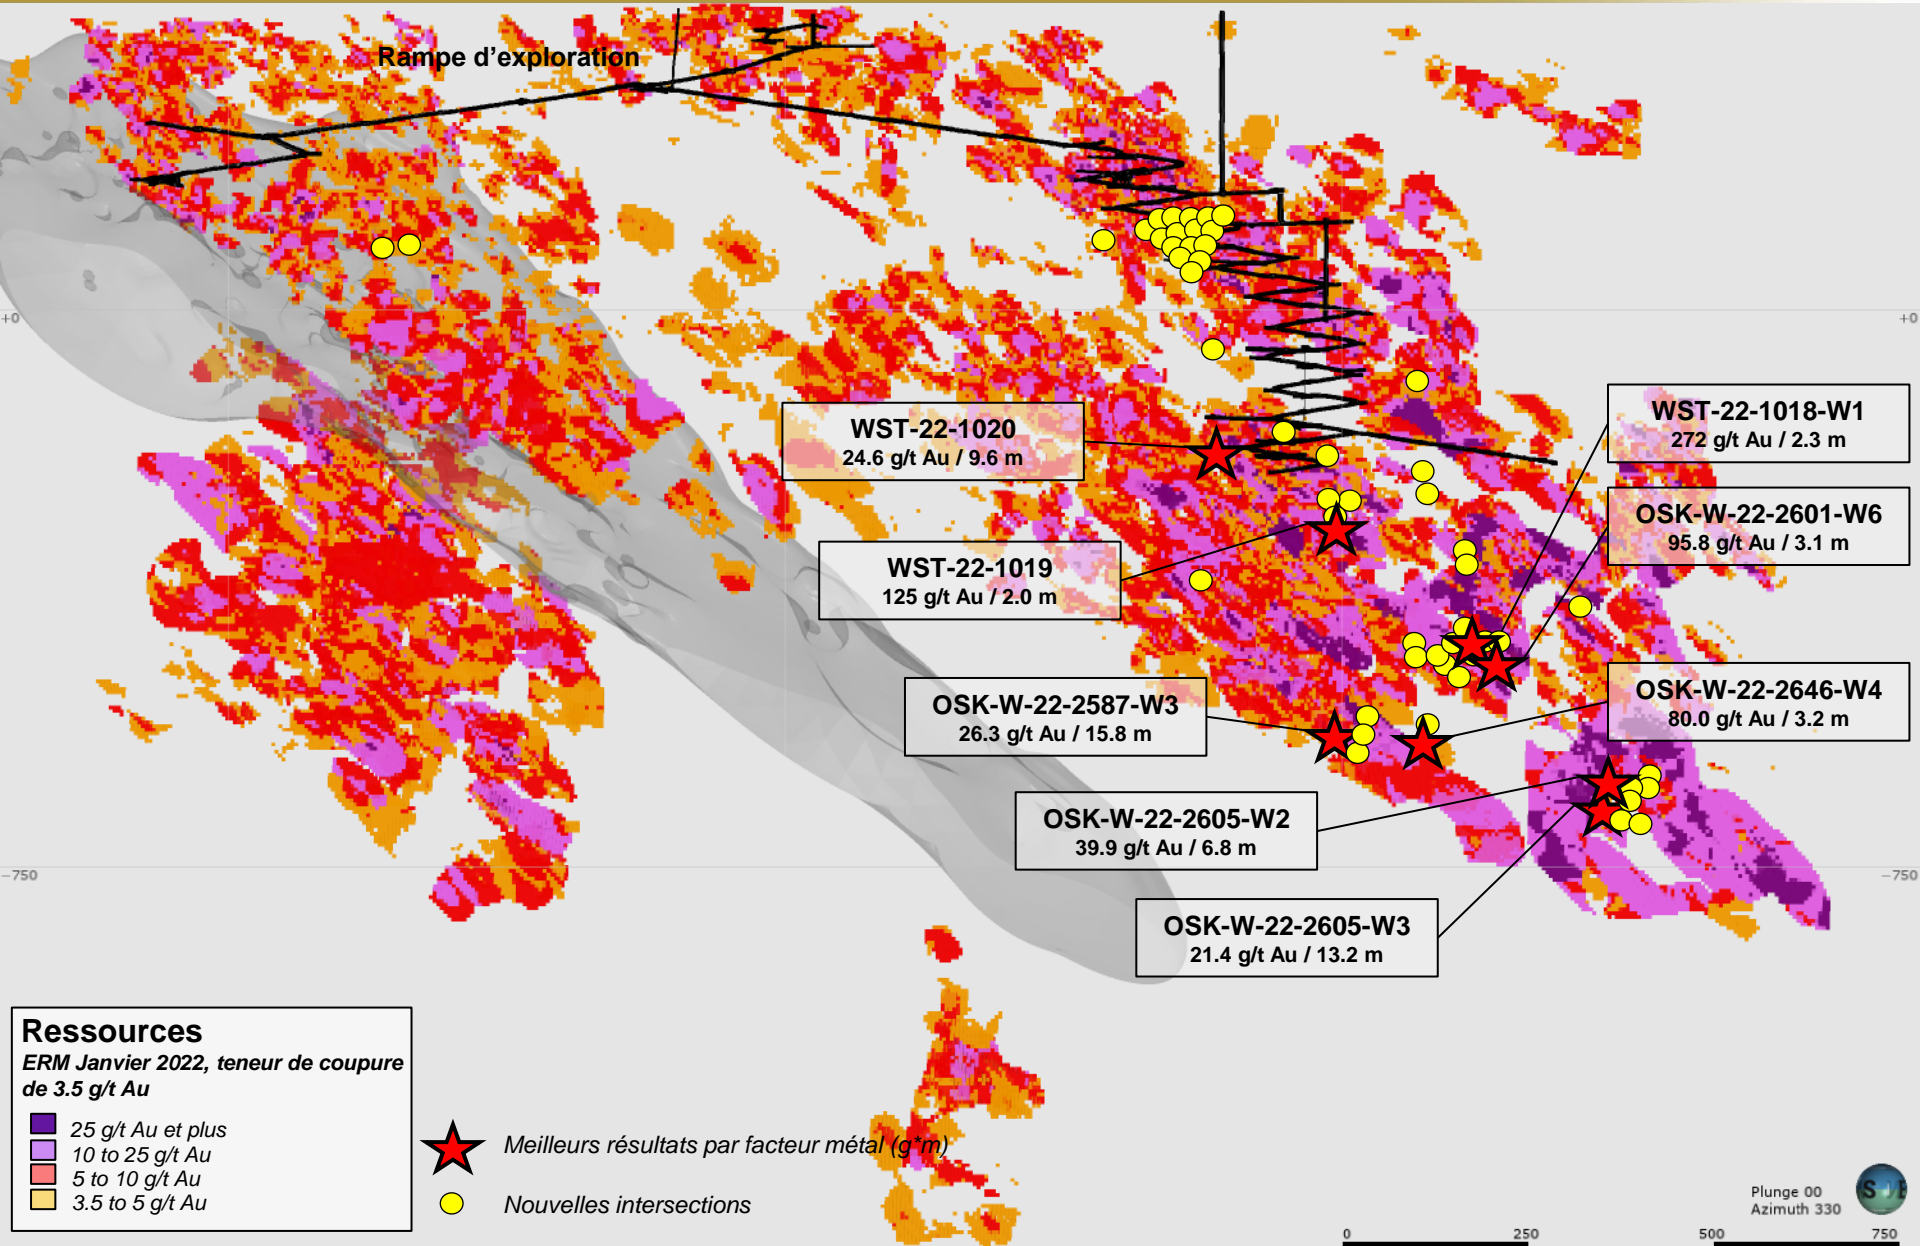 Rampe d'exploration
+0
+0
WST-22-1020
24.6 g/t Au / 9.6 m
WST-22-1018-W1
272 g/t Au / 2.3 m
OSK-W-22-2601-W6
95.8 g/t Au / 3.1 m
WST-22-1019
125 g/t Au / 2.0 m
OSK-W-22-2587-W3
26.3 g/t Au / 15.8 m
OSK-W-22-2646-W4
80.0 g/t Au / 3.2 m
OSK-W-22-2605-W2
39.9 g/t Au / 6.8 m
−750
−750
OSK-W-22-2605-W3
21.4 g/t Au / 13.2 m
Ressources
ERM Janvier 2022, teneur de coupure
de 3.5 g/t Au
25 g/t Au et plus
10 to 25 g/t Au
5 to 10 g/t Au
3.5 to 5 g/t Au
Meilleurs résultats par facteur métal (g*m)
Nouvelles intersections
Plunge 00
Azimuth 330
0 250 500 750